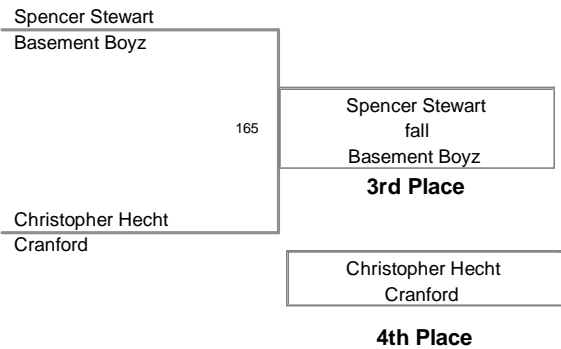 Spencer Stewart
Basement Boyz
165
Spencer Stewart
fall
Basement Boyz
3rd Place
Christopher Hecht
Cranford
Christopher Hecht
Cranford
4th Place